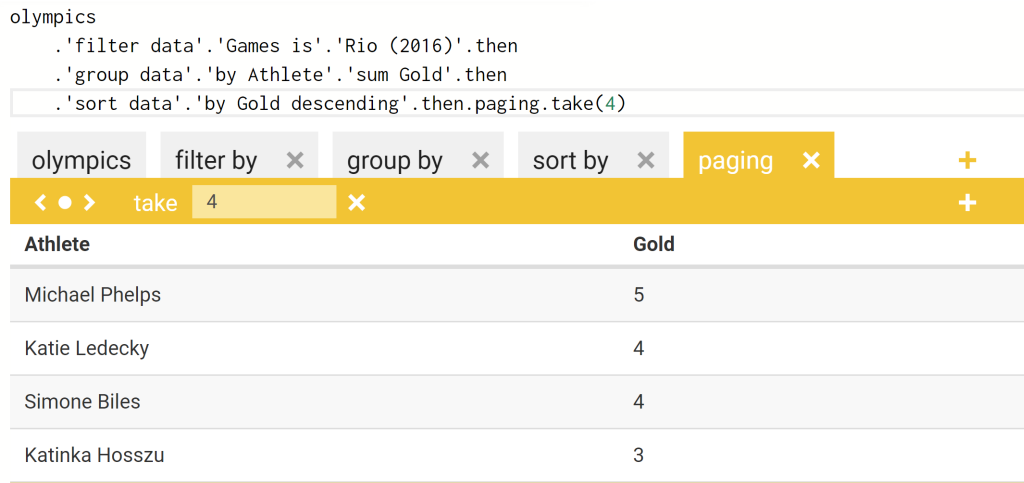 olympics
.'filter data'.'Games is'.'Rio (2016)'.then
.'group data'.'by Athlete'.'sum Gold'.then
.'sort data'.'by Gold descending'.then.paging.take(4)
olympics filter by × group by × sort by × paging × +
take 4 × +
Athlete Gold
Michael Phelps 5
Katie Ledecky 4
Simone Biles 4
Katinka Hosszu 3